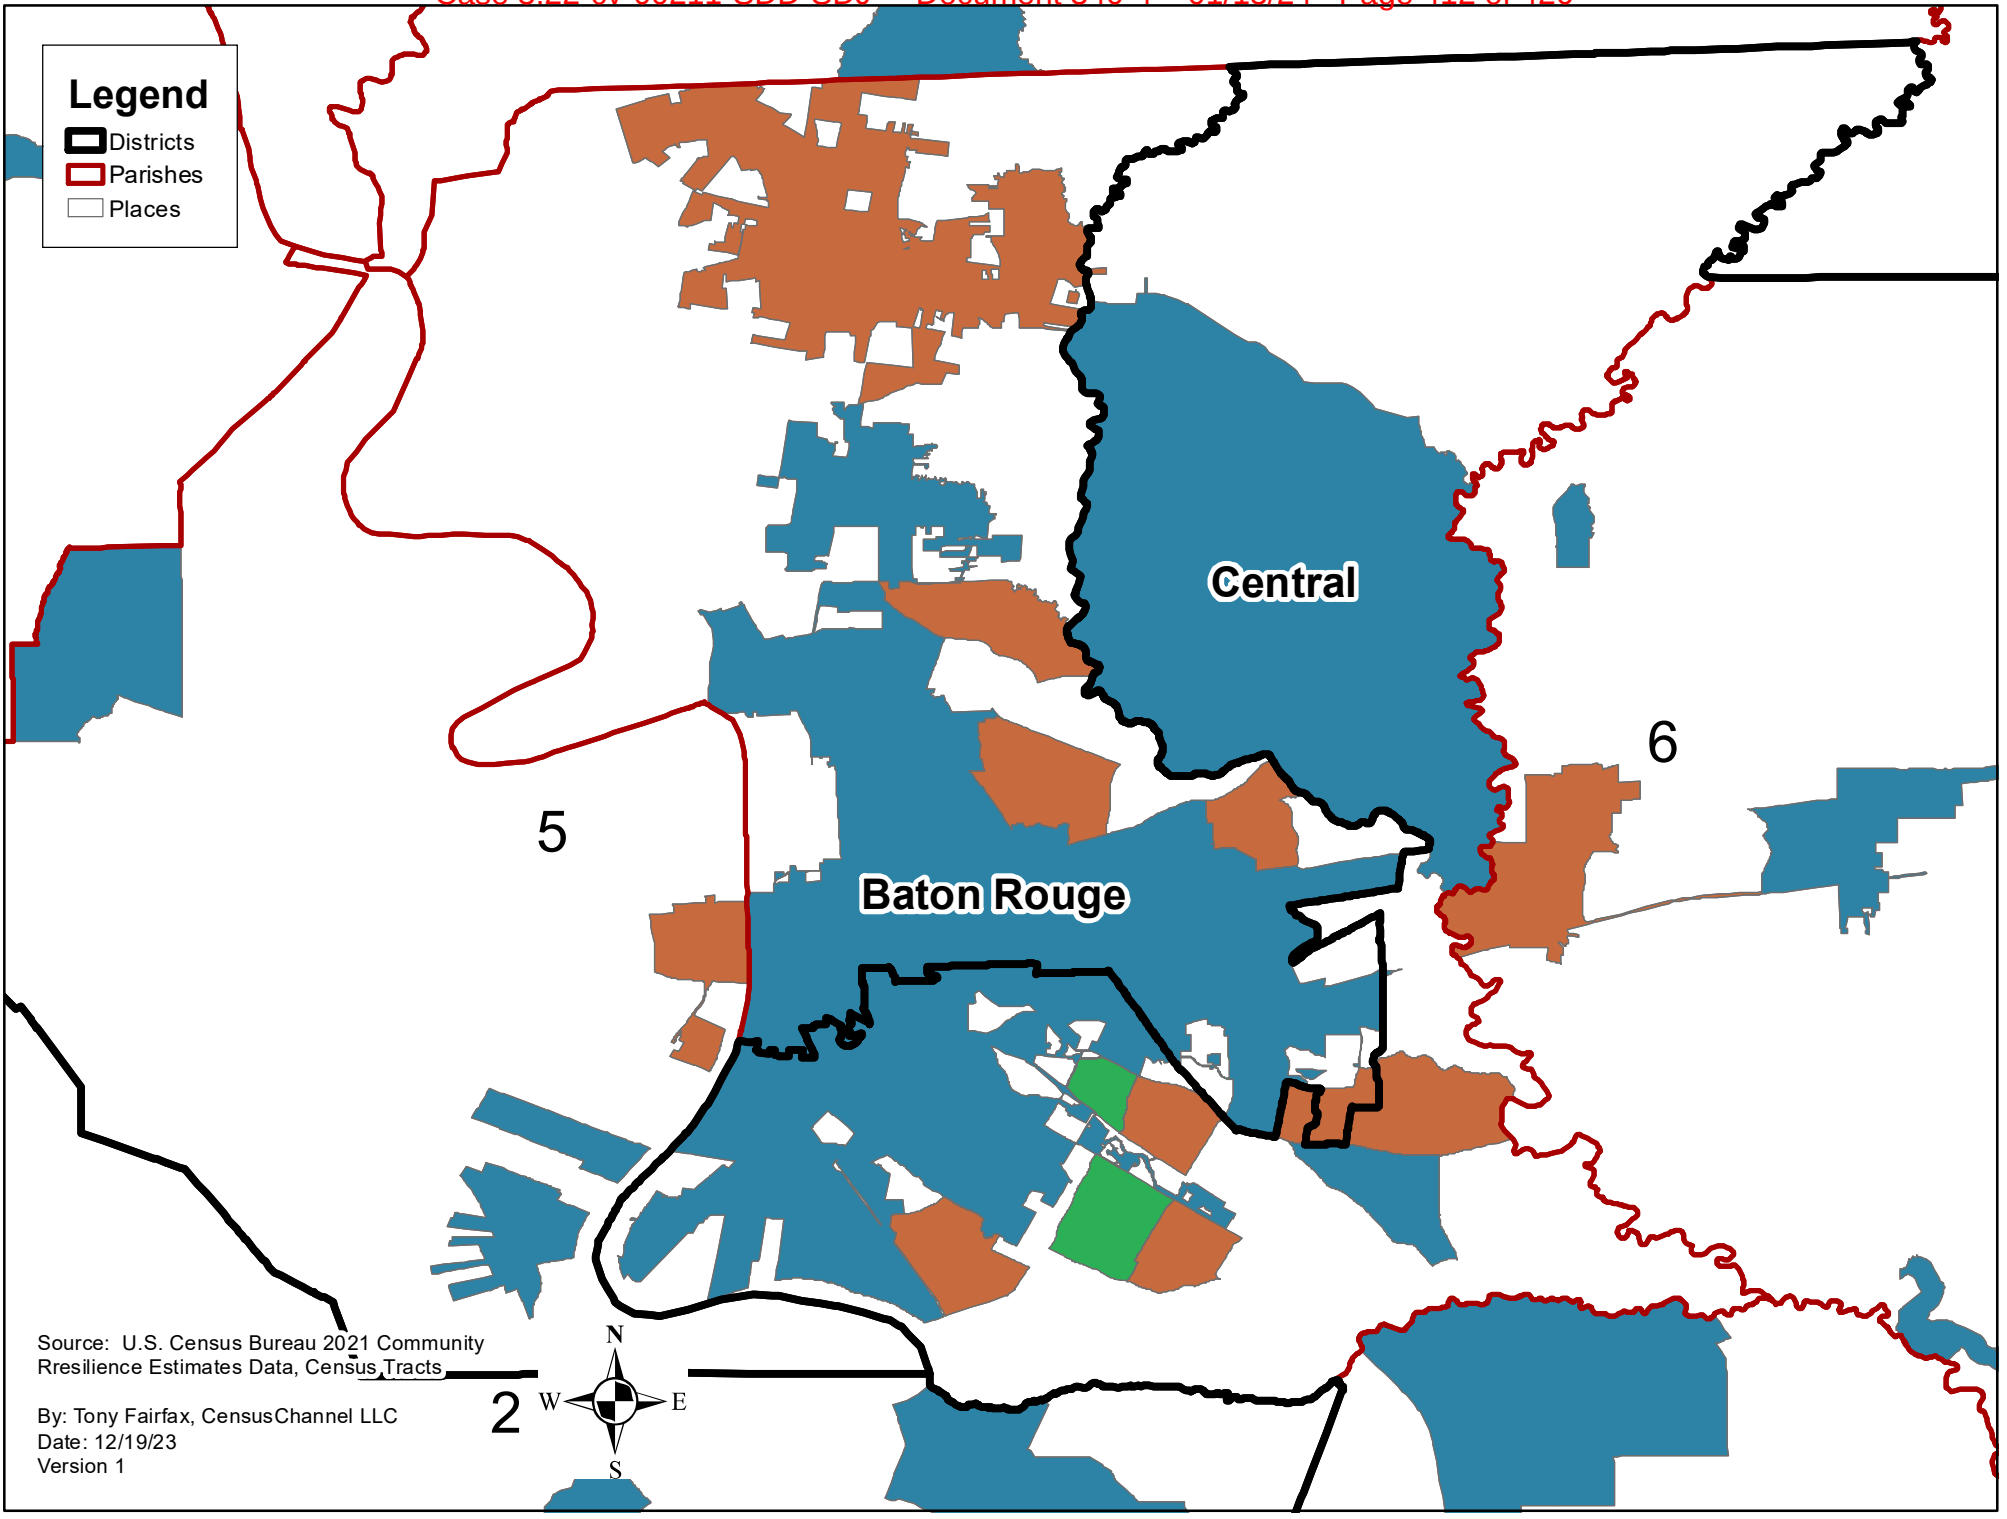 Legend
Districts
Parishes
Places
Central
6
5
Baton Rouge
Source: U.S. Census Bureau 2021 Community
Rresilience Estimates Data, Census Tracts
By: Tony Fairfax, CensusChannel LLC
Date: 12/19/23
Version 1
2
N
W
E
S